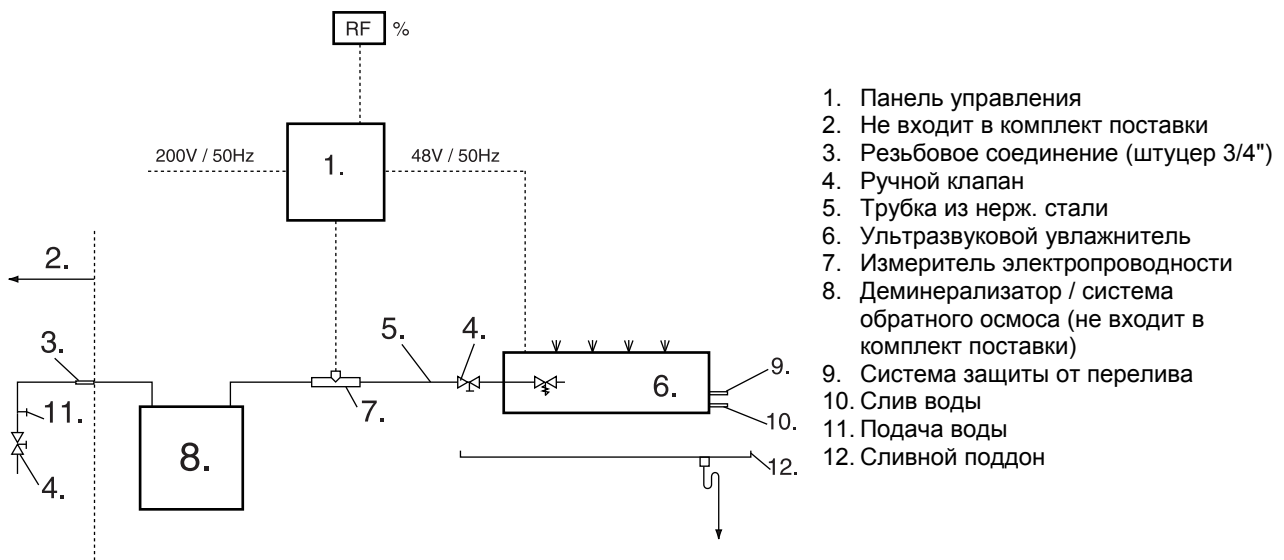 RF %
200V / 50Hz
1.
48V / 50Hz
2.
3.
5.
4.
11.
7.
6.
9.
10.
8.
4.
12.
1. Панель управления
2. Не входит в комплект поставки
3. Резьбовое соединение (штуцер 3/4")
4. Ручной клапан
5. Трубка из нерж. стали
6. Ультразвуковой увлажнитель
7. Измеритель электропроводности
8. Деминерализатор / система
обратного осмоса (не входит в
комплект поставки)
9. Система защиты от перелива
10. Слив воды
11. Подача воды
12. Сливной поддон